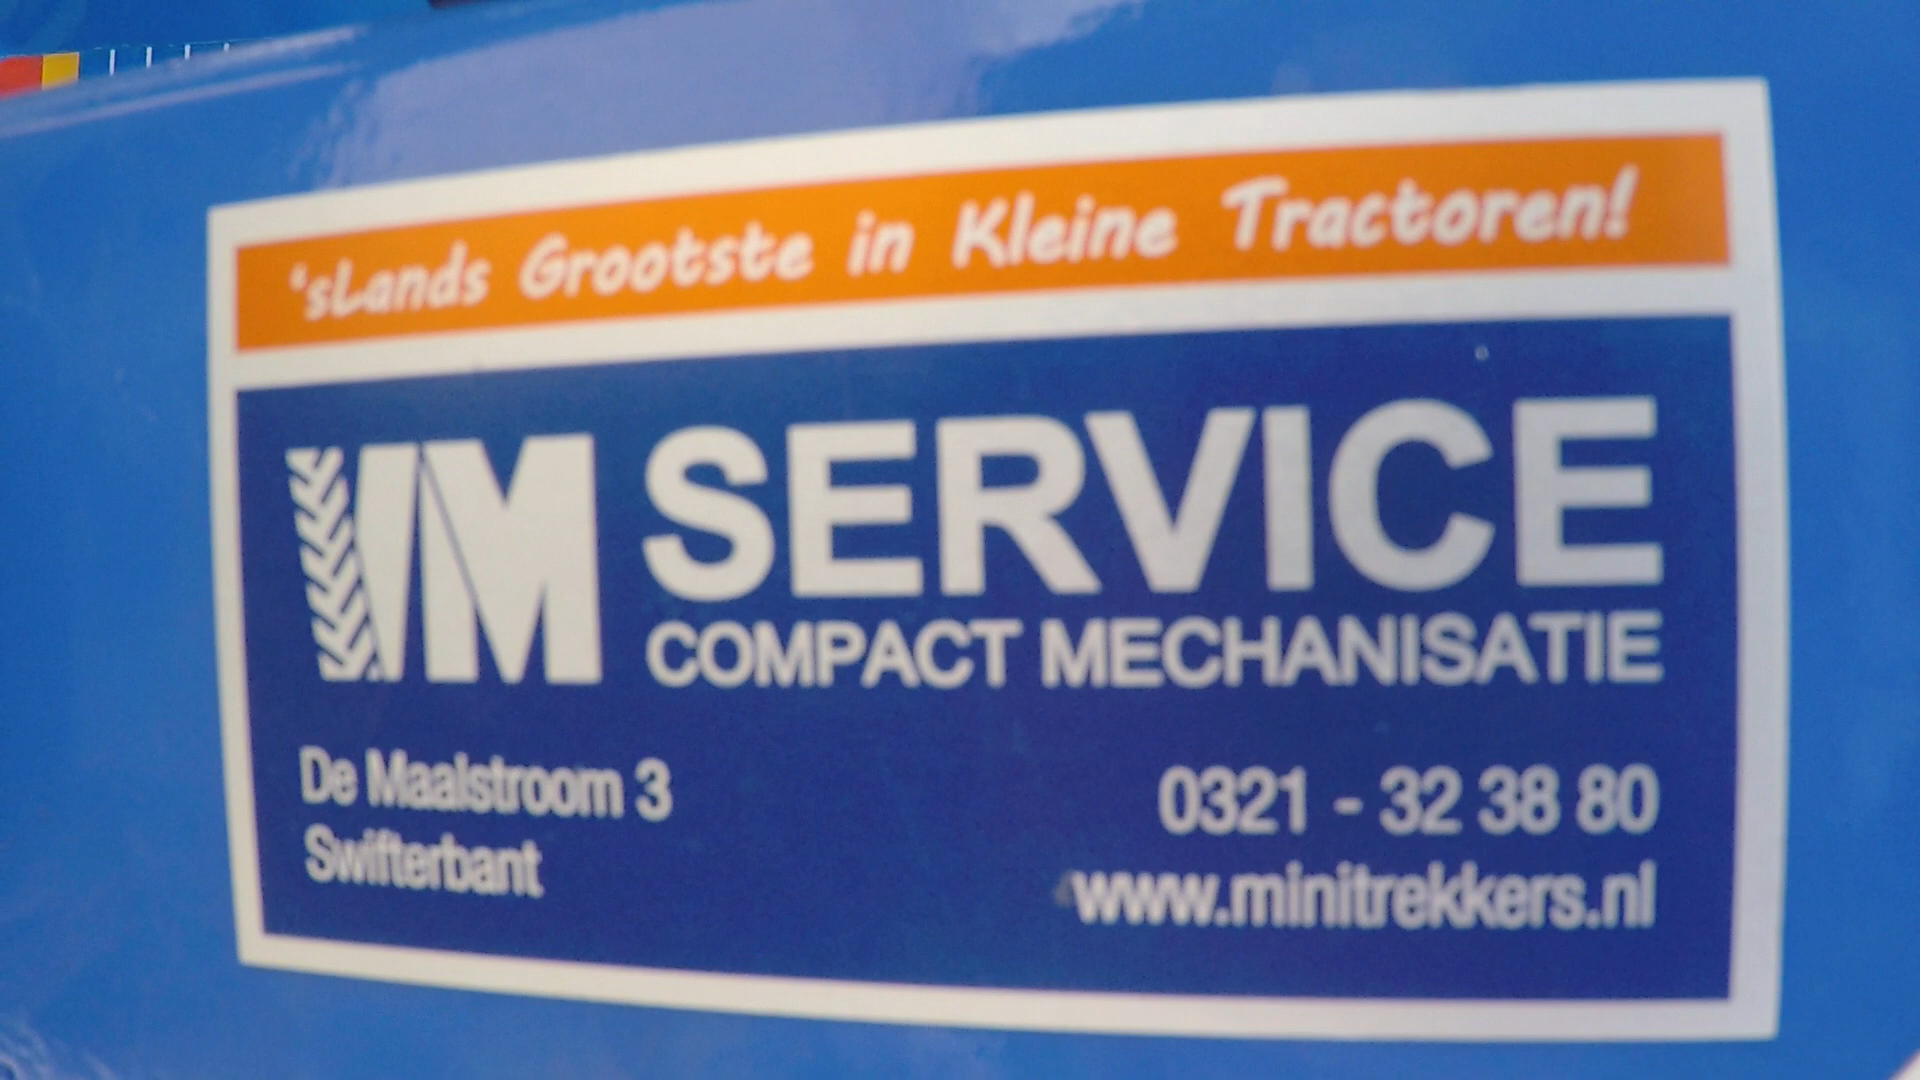 'sLands Grootste in Kleine Tractoren!
VM SERVICE
COMPACT MECHANISATIE
De Maalstroom 3
Swifterbant
0321 - 32 38 80
www.minitrekkers.nl